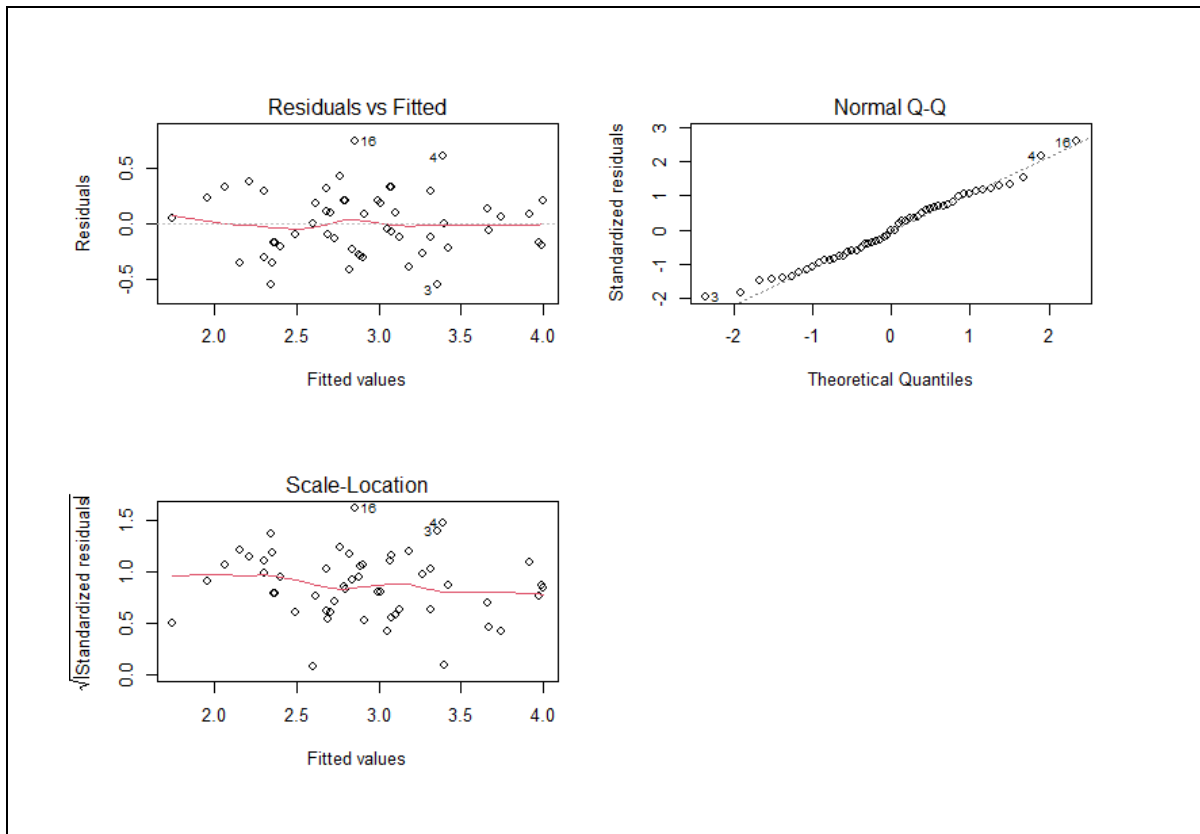 Residuals vs Fitted
Residuals
0.5
0.0
-0.5
16
4
3
2.0 2.5 3.0 3.5 4.0
Fitted values
Normal Q-Q
Standardized residuals
3
2
1
0
-1
-2
4
16
3
-2 -1 0 1 2
Theoretical Quantiles
Scale-Location
√|Standardized residuals|
1.5
1.0
0.5
0.0
16
4
3
2.0 2.5 3.0 3.5 4.0
Fitted values